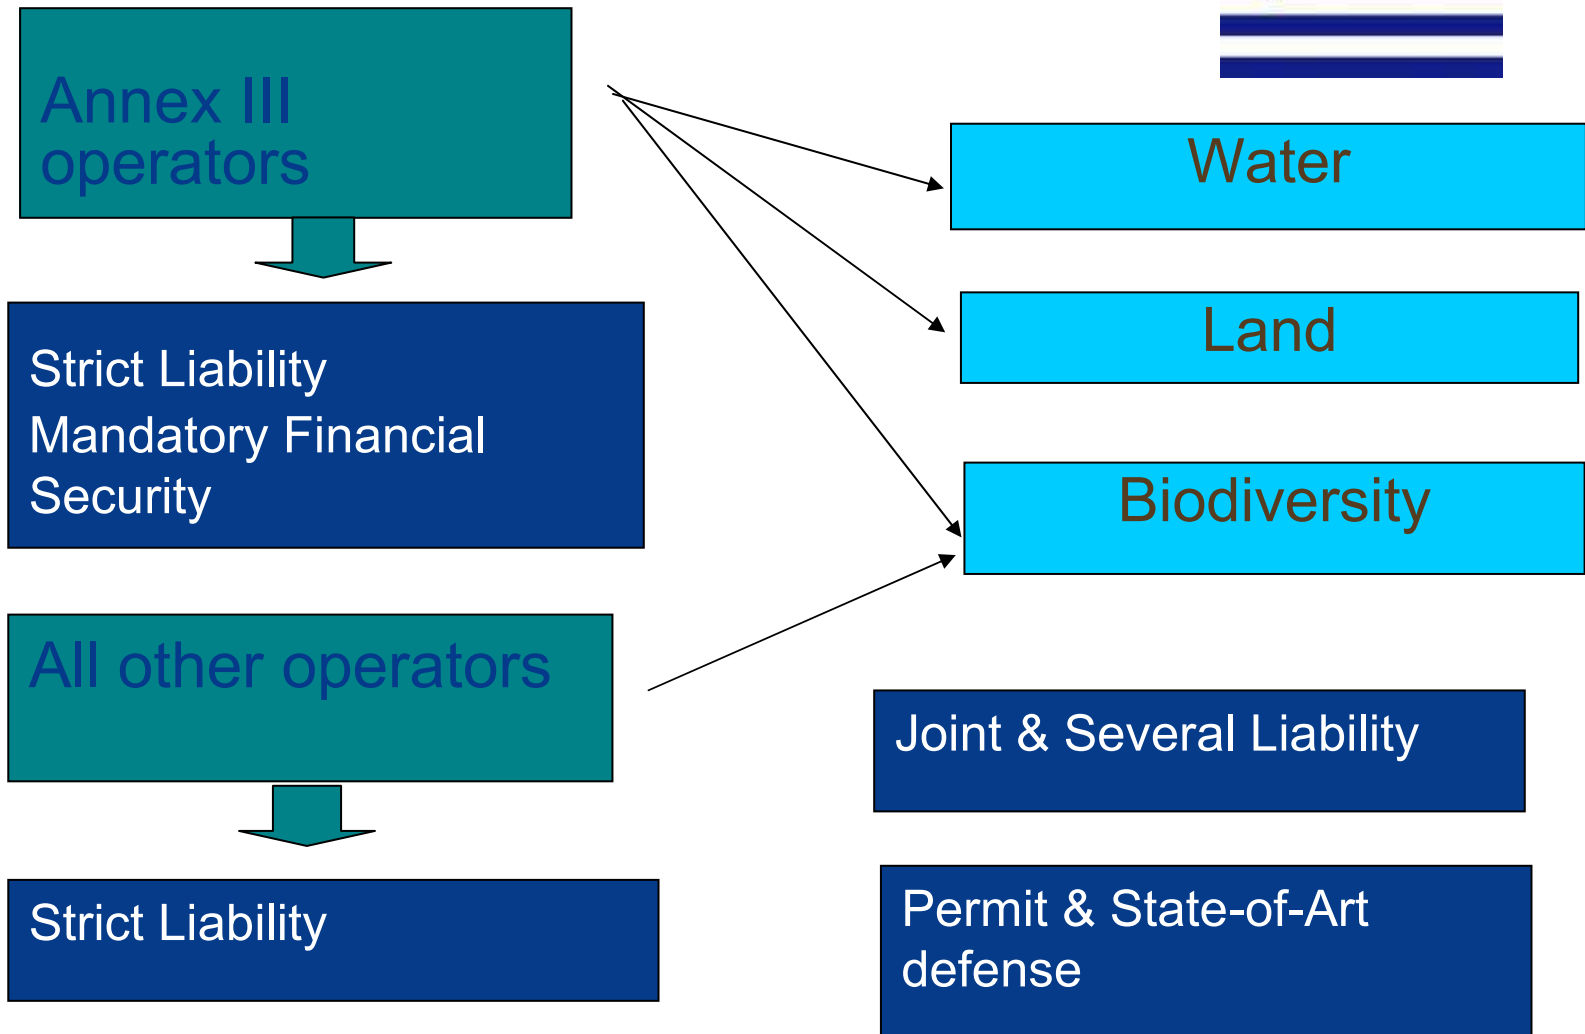 Annex III
operators
Water
Land
Strict Liability
Mandatory Financial
Security
Biodiversity
All other operators
Joint & Several Liability
Strict Liability
Permit & State-of-Art
defense